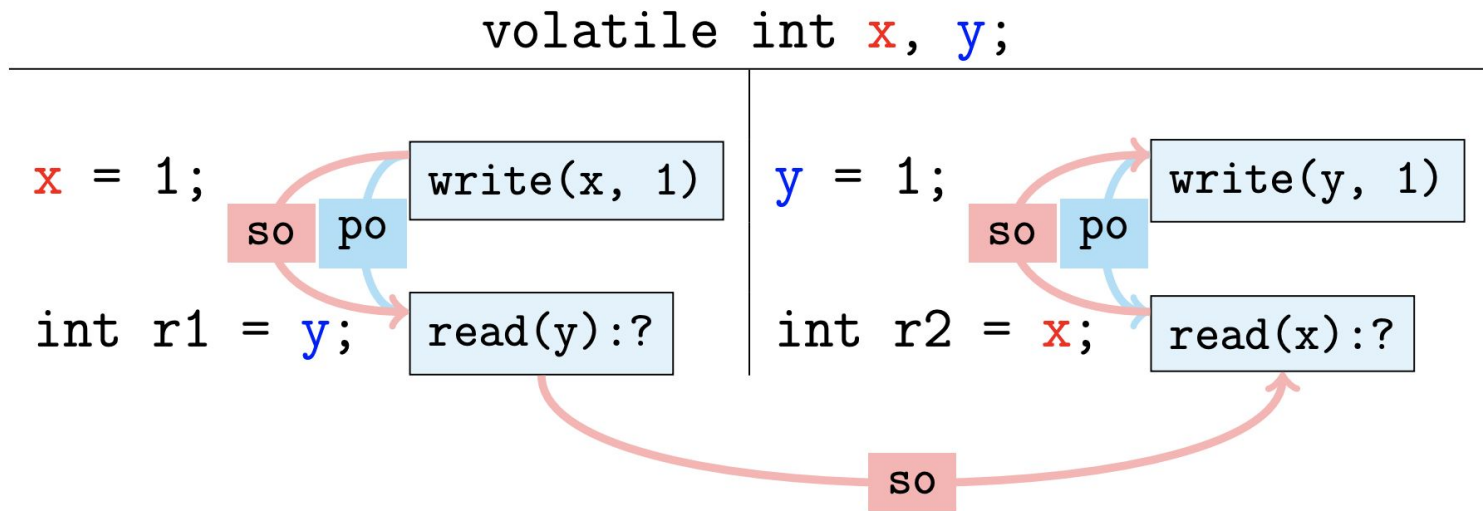 volatile int x, y;
x = 1;
write(x, 1)
so
po
int r1 = y;
read(y):?
y = 1;
write(y, 1)
so
po
int r2 = x;
read(x):?
so